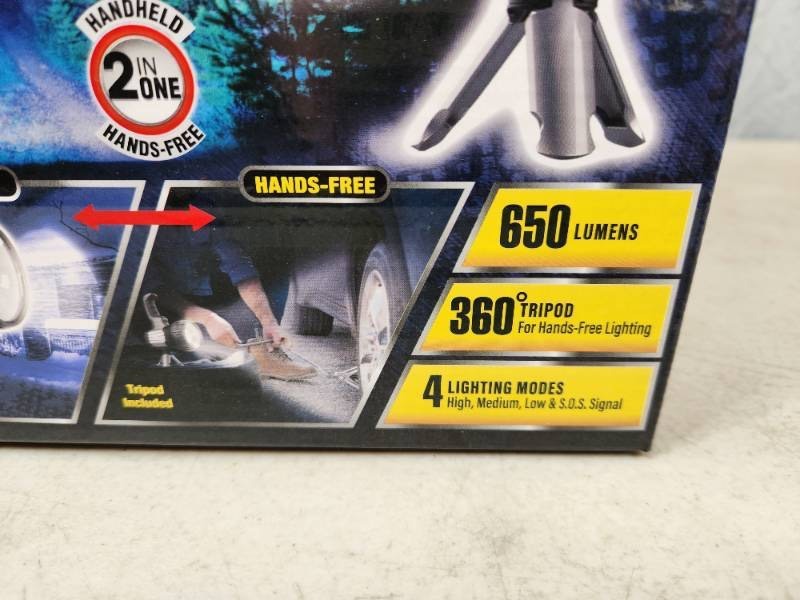 HANDHELD
2 IN ONE
HANDS-FREE
HANDS-FREE
650 LUMENS
360° TRIPOD
For Hands-Free Lighting
4 LIGHTING MODES
High, Medium, Low & S.O.S. Signal
Tripod
Included